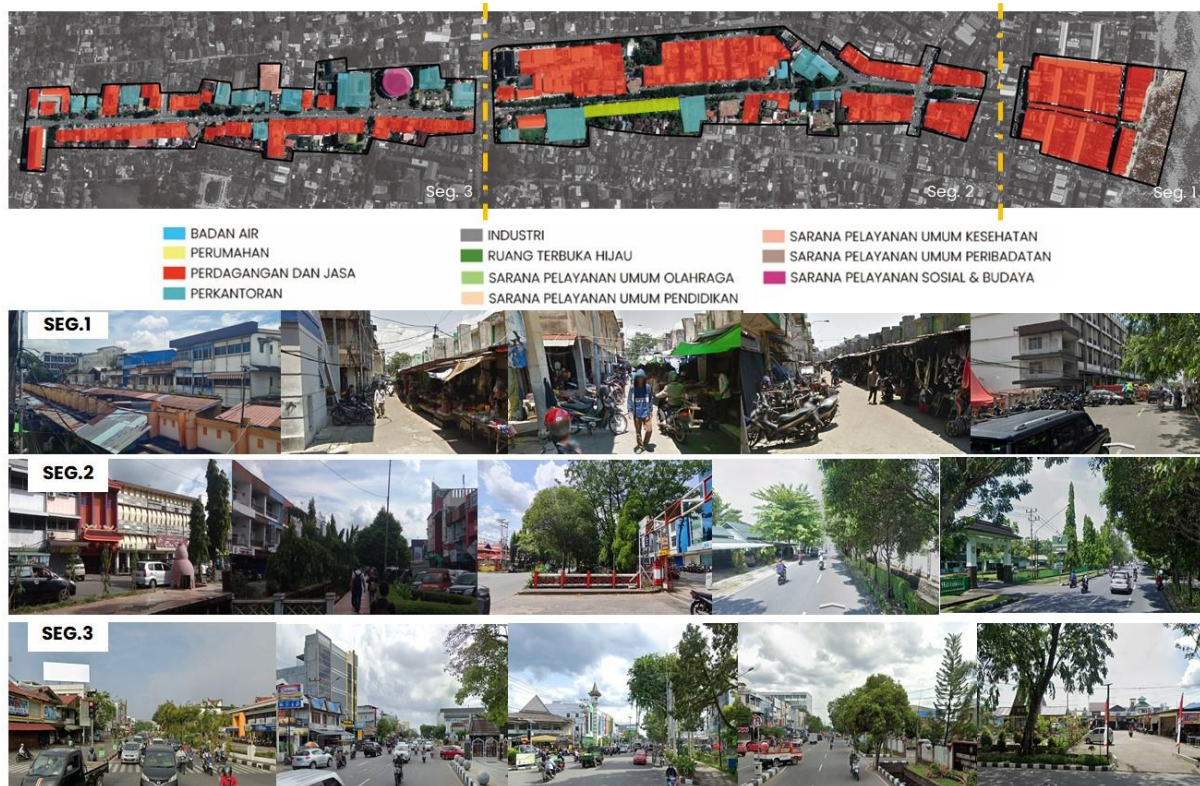 Seg. 3
Seg. 2
Seg. 1
BADAN AIR
PERUMAHAN
PERDAGANGAN DAN JASA
PERKANTORAN
INDUSTRI
RUANG TERBUKA HIJAU
SARANA PELAYANAN UMUM OLAHRAGA
SARANA PELAYANAN UMUM PENDIDIKAN
SARANA PELAYANAN UMUM KESEHATAN
SARANA PELAYANAN UMUM PERIBADATAN
SARANA PELAYANAN SOSIAL & BUDAYA
SEG.1
SEG.2
SEG.3